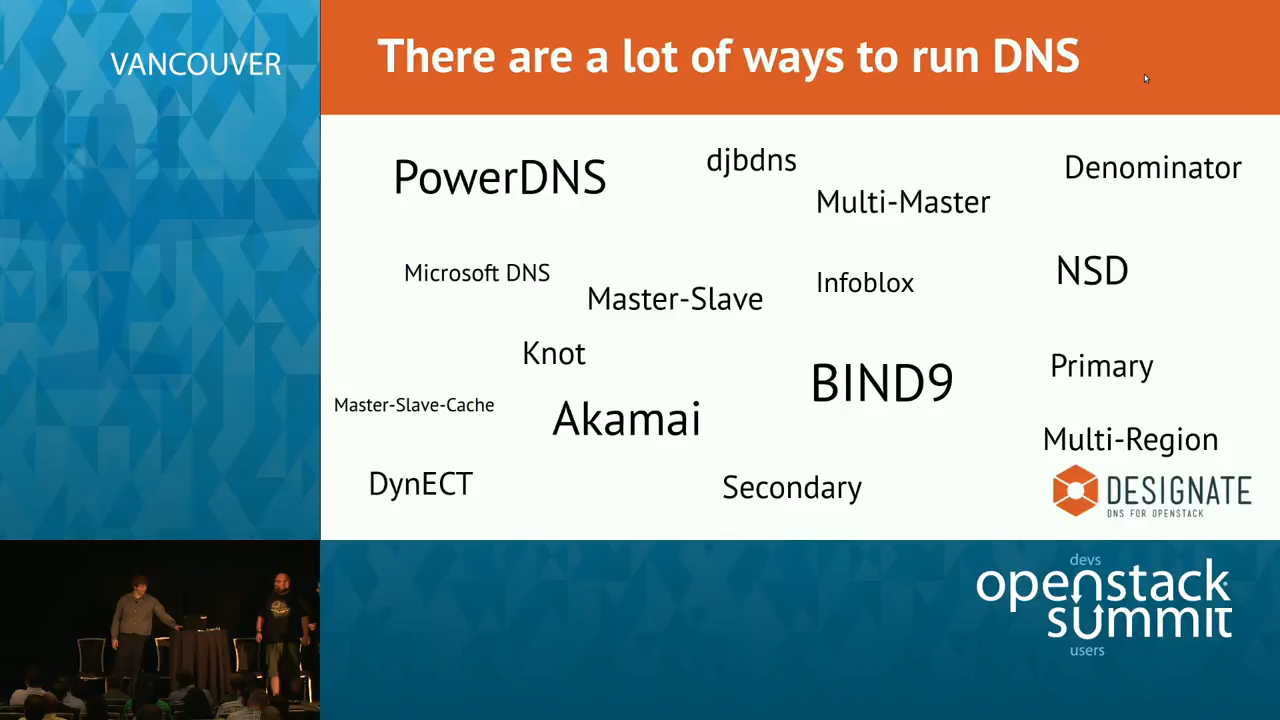 VANCOUVER
There are a lot of ways to run DNS
PowerDNS
djbdns
Denominator
Multi-Master
Microsoft DNS
Master-Slave
Infoblox
NSD
Knot
BIND9
Primary
Master-Slave-Cache
Akamai
Multi-Region
DynECT
Secondary
DESIGNATE
DNS FOR OPENSTACK
devs
openstack
summit
users